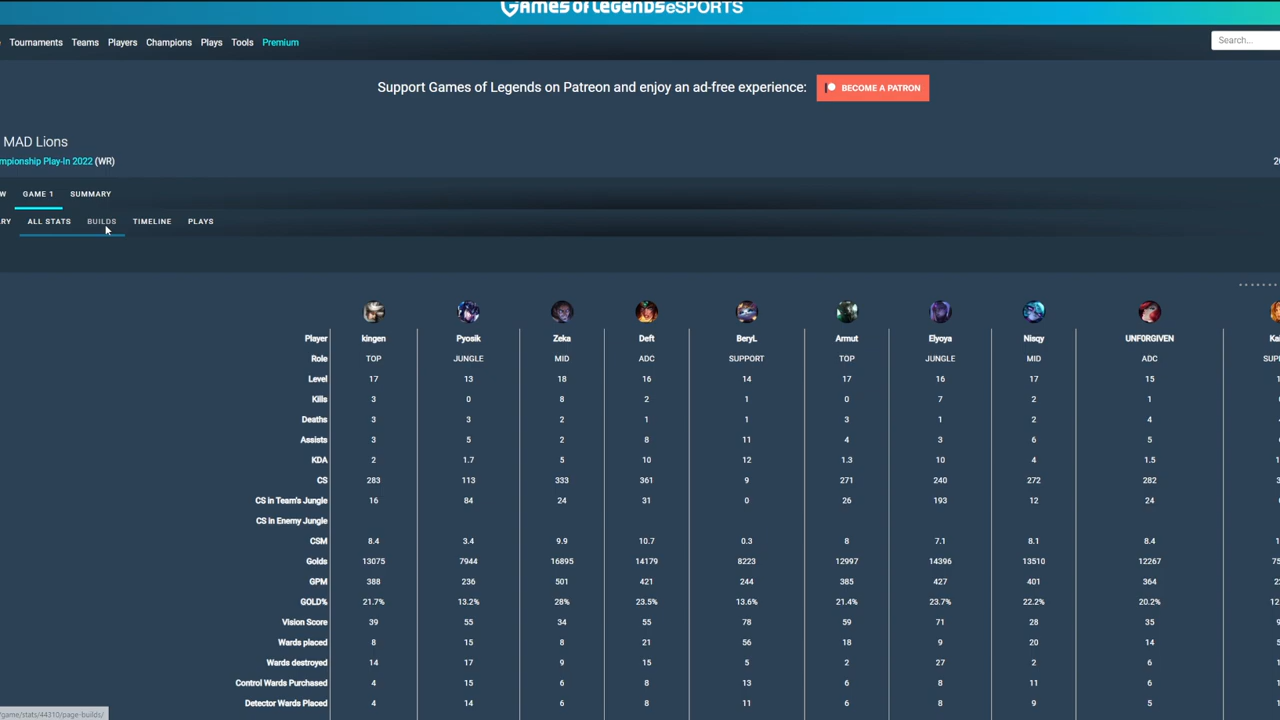 GAMES OF LEGENDS eSPORTS
Tournaments Teams Players Champions Plays Tools Premium
Search...
Support Games of Legends on Patreon and enjoy an ad-free experience: BECOME A PATRON
MAD Lions
mpionship Play-In 2022 (WR)
W GAME 1 SUMMARY
RY ALL STATS BUILDS TIMELINE PLAYS
Player kingen Pyosik Zeka Deft BeryL Armut Elyoya Nisqy UNF0RGIVEN Kai
Role TOP JUNGLE MID ADC SUPPORT TOP JUNGLE MID ADC SUP
Level 17 13 18 16 14 17 16 17 15 1
Kills 3 0 8 2 1 0 7 2 1
Deaths 3 3 2 1 1 3 1 2 4
Assists 3 5 2 8 11 4 3 6 5
KDA 2 1.7 5 10 12 1.3 10 4 1.5
CS 283 113 333 361 9 271 240 272 282
CS in Team's Jungle 16 84 24 31 0 26 193 12 24
CS in Enemy Jungle
CSM 8.4 3.4 9.9 10.7 0.3 8 7.1 8.1 8.4
Golds 13075 7944 16895 14179 8223 12997 14396 13510 12267 75
GPM 388 236 501 421 244 385 427 401 364 22
GOLD% 21.7% 13.2% 28% 23.5% 13.6% 21.4% 23.7% 22.2% 20.2% 12
Vision Score 39 55 34 55 78 59 71 28 35
Wards placed 8 15 8 21 56 18 9 20 14
Wards destroyed 14 17 9 15 5 2 27 2 6
Control Wards Purchased 4 15 6 8 13 6 8 11 6
Detector Wards Placed 4 14 6 8 11 6 8 9 5
/game/stats/44310/page-builds/